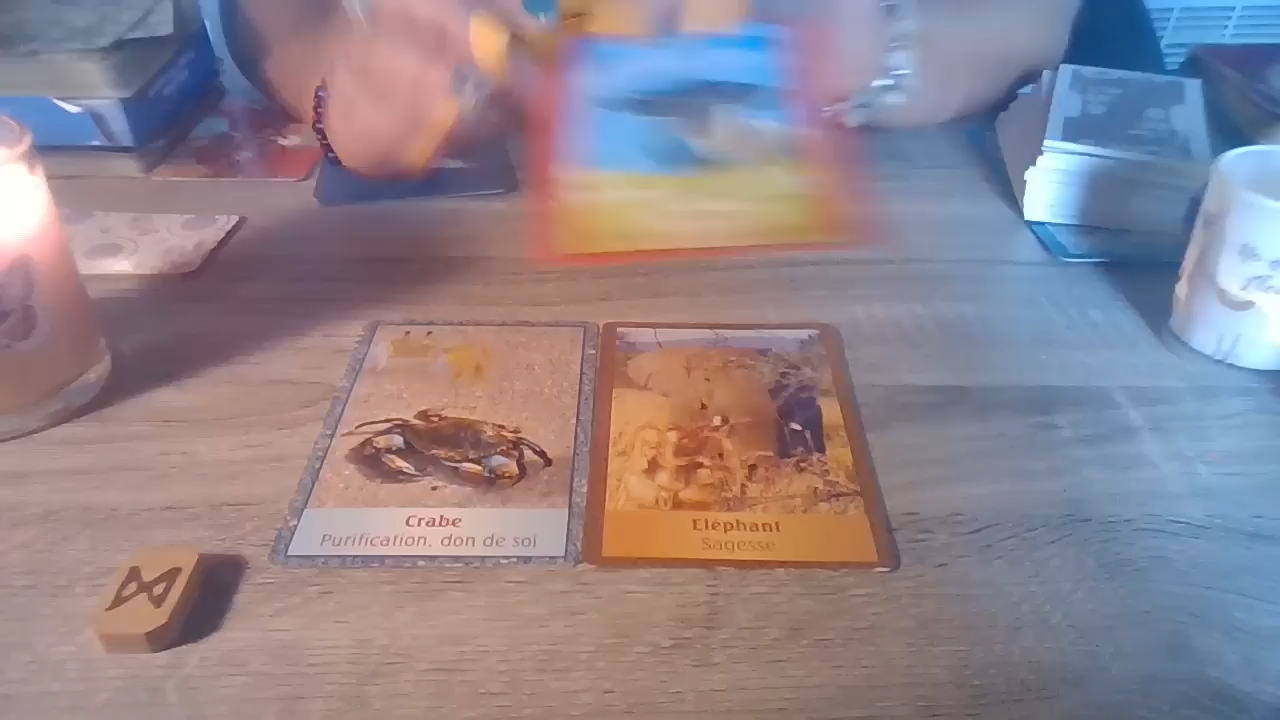 Crabe
Purification, don de soi
Eléphant
Sagesse